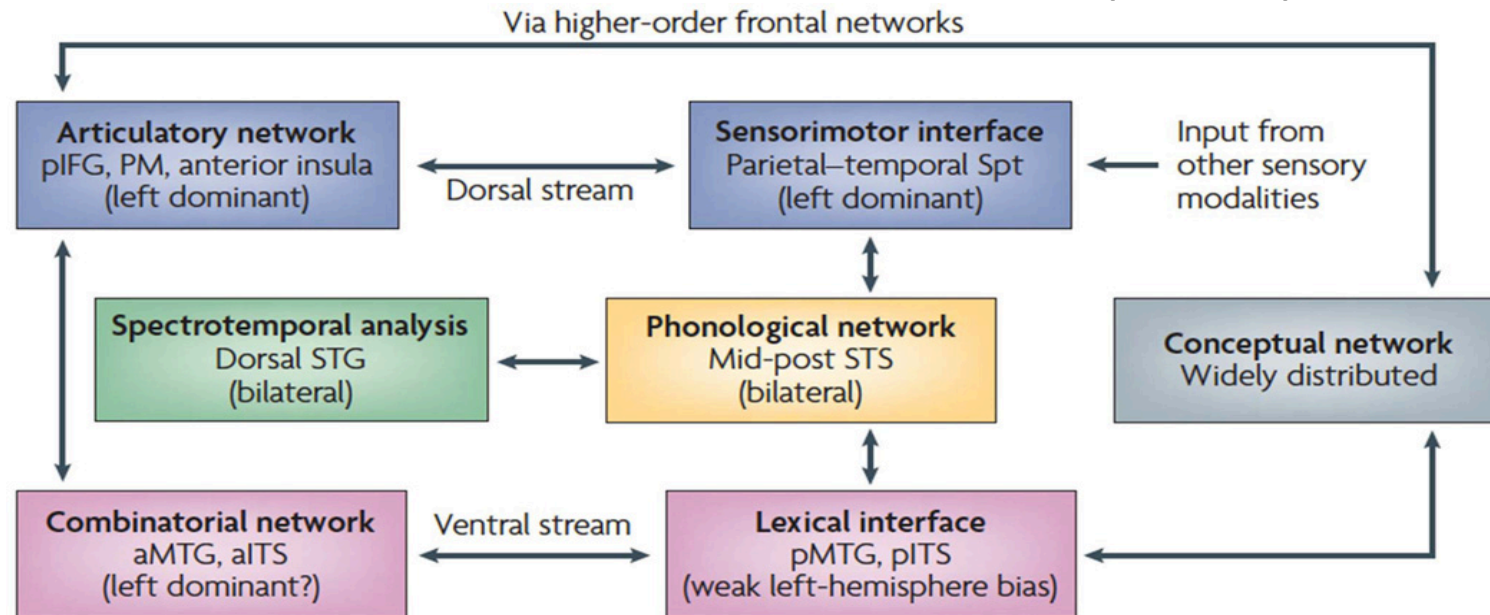 Via higher-order frontal networks
Articulatory network
pIFG, PM, anterior insula
(left dominant)
Dorsal stream
Sensorimotor interface
Parietal–temporal Spt
(left dominant)
Input from
other sensory
modalities
Spectrotemporal analysis
Dorsal STG
(bilateral)
Phonological network
Mid-post STS
(bilateral)
Conceptual network
Widely distributed
Combinatorial network
aMTG, aITS
(left dominant?)
Ventral stream
Lexical interface
pMTG, pITS
(weak left-hemisphere bias)